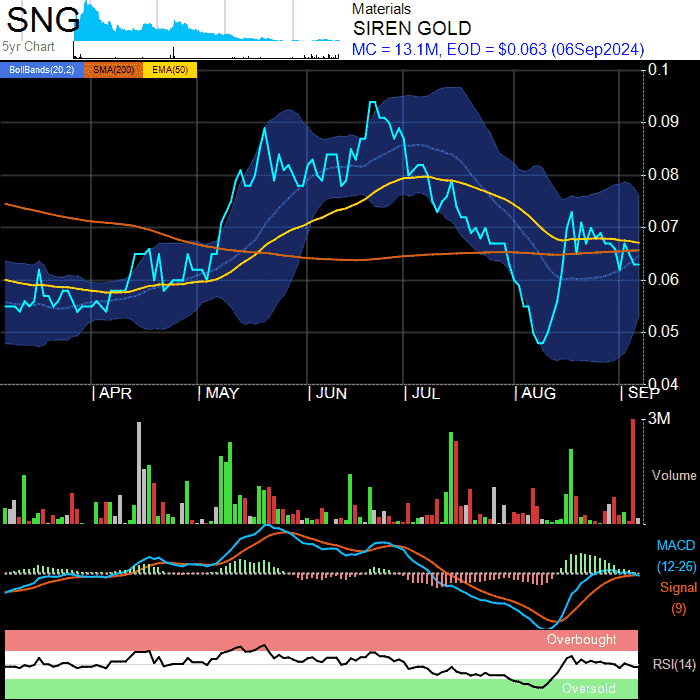 SNG
Materials
SIREN GOLD
5yr Chart
MC = 13.1M, EOD = $0.063 (06Sep2024)
BollBands(20,2) SMA(200) EMA(50)
0.1
0.09
0.08
0.07
0.06
0.05
0.04
APR MAY JUN JUL AUG SEP
3M
Volume
MACD
(12-26)
Signal
(9)
Overbought
RSI(14)
Oversold